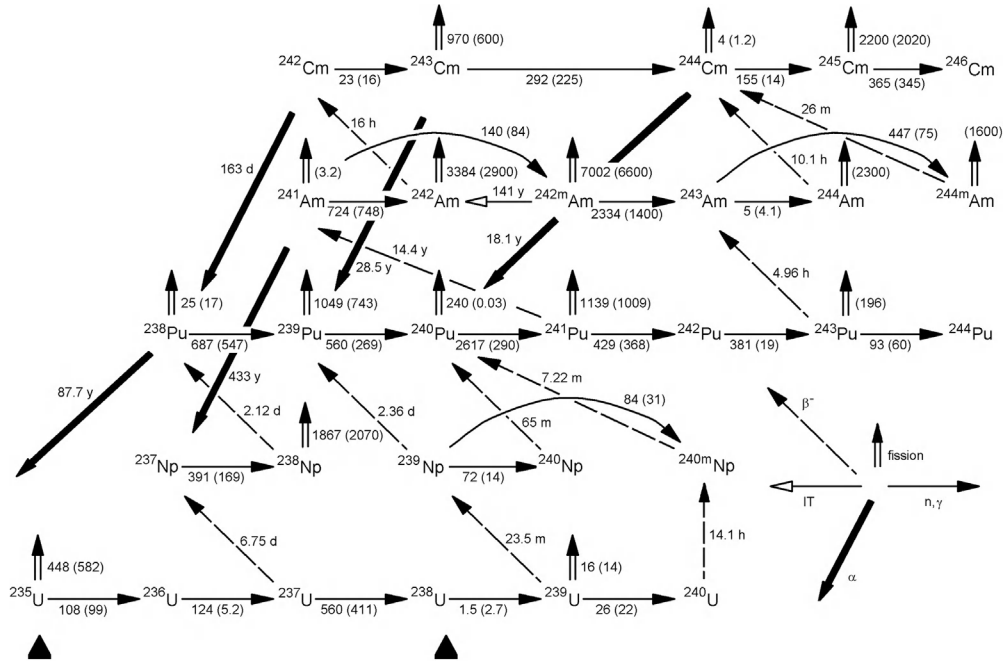 970 (600)
4 (1.2)
2200 (2020)
²⁴²Cm
²⁴³Cm
²⁴⁴Cm
²⁴⁵Cm
²⁴⁶Cm
23 (16)
292 (225)
155 (14)
365 (345)
26 m
16 h
140 (84)
447 (75)
(1600)
163 d
(3.2)
3384 (2900)
7002 (6600)
10.1 h
(2300)
²⁴¹Am
²⁴²Am
141 y
²⁴²ᵐAm
²⁴³Am
²⁴⁴Am
²⁴⁴ᵐAm
724 (748)
2334 (1400)
5 (4.1)
14.4 y
18.1 y
28.5 y
4.96 h
25 (17)
1049 (743)
240 (0.03)
1139 (1009)
(196)
²³⁸Pu
²³⁹Pu
²⁴⁰Pu
²⁴¹Pu
²⁴²Pu
²⁴³Pu
²⁴⁴Pu
687 (547)
560 (269)
2617 (290)
429 (368)
381 (19)
93 (60)
87.7 y
433 y
7.22 m
84 (31)
2.12 d
2.36 d
65 m
β⁻
1867 (2070)
fission
²³⁷Np
²³⁸Np
²³⁹Np
²⁴⁰Np
²⁴⁰ᵐNp
391 (169)
72 (14)
IT
n,γ
6.75 d
23.5 m
14.1 h
α
448 (582)
16 (14)
²³⁵U
²³⁶U
²³⁷U
²³⁸U
²³⁹U
²⁴⁰U
108 (99)
124 (5.2)
560 (411)
1.5 (2.7)
26 (22)